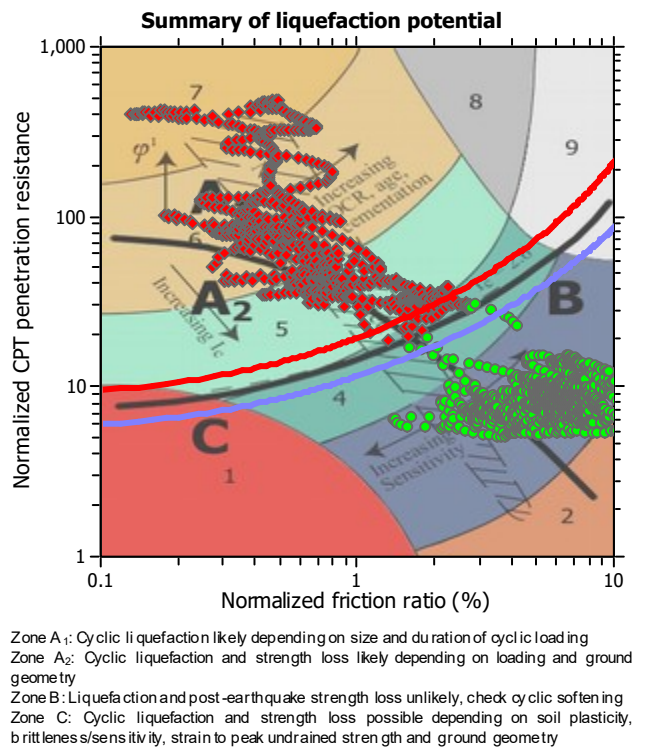 Summary of liquefaction potential
1,000
100
10
1
Normalized CPT penetration resistance
7
8
9
φ'
Increasing
OCR, age,
cementation
A
6
A2
Increasing Ic
5
B
4
C
1
Increasing
Sensitivity
2
0.1
1
10
Normalized friction ratio (%)
Zone A1: Cyclic liquefaction likely depending on size and duration of cyclic loading
Zone A2: Cyclic liquefaction and strength loss likely depending on loading and ground
geometry
Zone B: Liquefaction and post-earthquake strength loss unlikely, check cyclic softening
Zone C: Cyclic liquefaction and strength loss possible depending on soil plasticity,
brittleness/sensitivity, strain to peak undrained strength and ground geometry